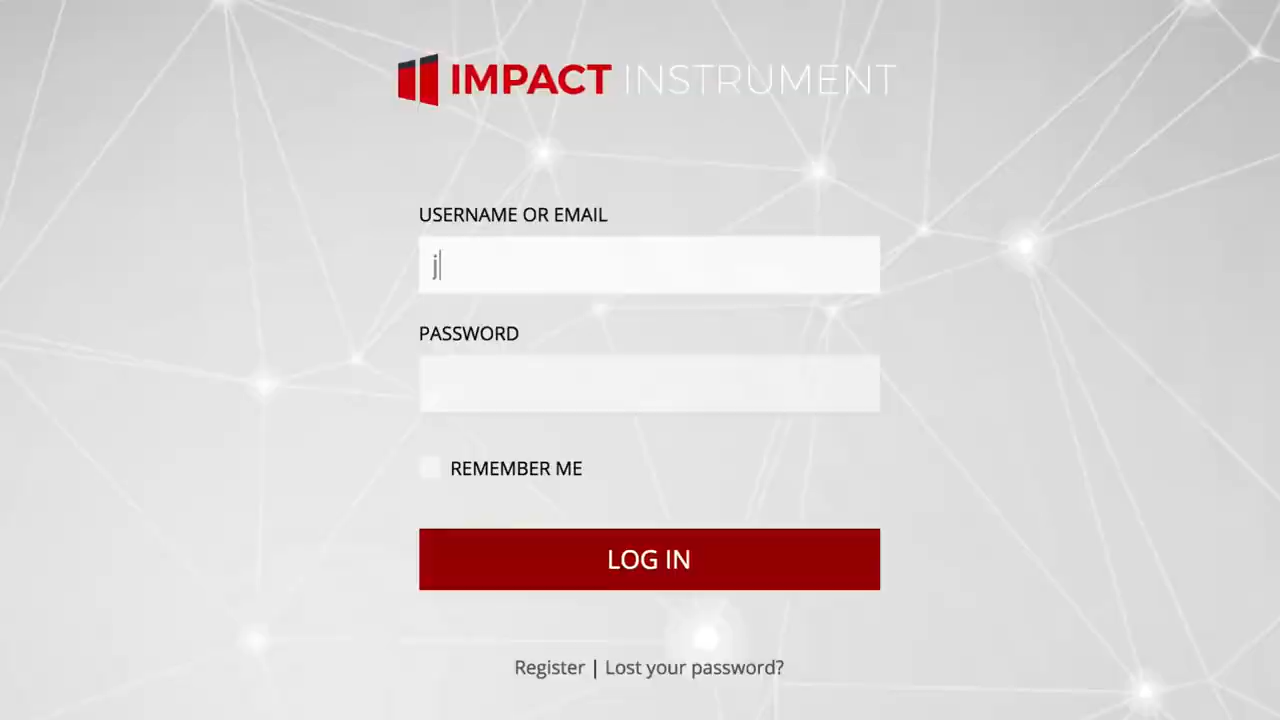 IMPACT INSTRUMENT
USERNAME OR EMAIL
j
PASSWORD
REMEMBER ME
LOG IN
Register | Lost your password?